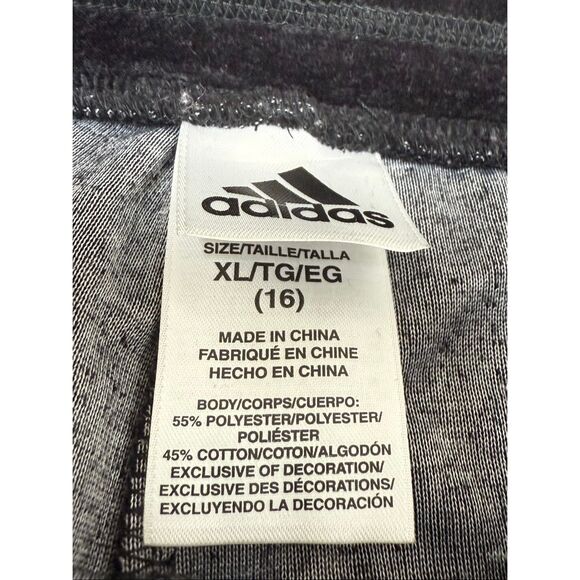 adidas
SIZE/TAILLE/TALLA
XL/TG/EG
(16)
MADE IN CHINA
FABRIQUÉ EN CHINE
HECHO EN CHINA
BODY/CORPS/CUERPO:
55% POLYESTER/POLYESTER/
POLIÉSTER
45% COTTON/COTON/ALGODÓN
EXCLUSIVE OF DECORATION/
EXCLUSIVE DES DÉCORATIONS/
EXCLUYENDO LA DECORACIÓN